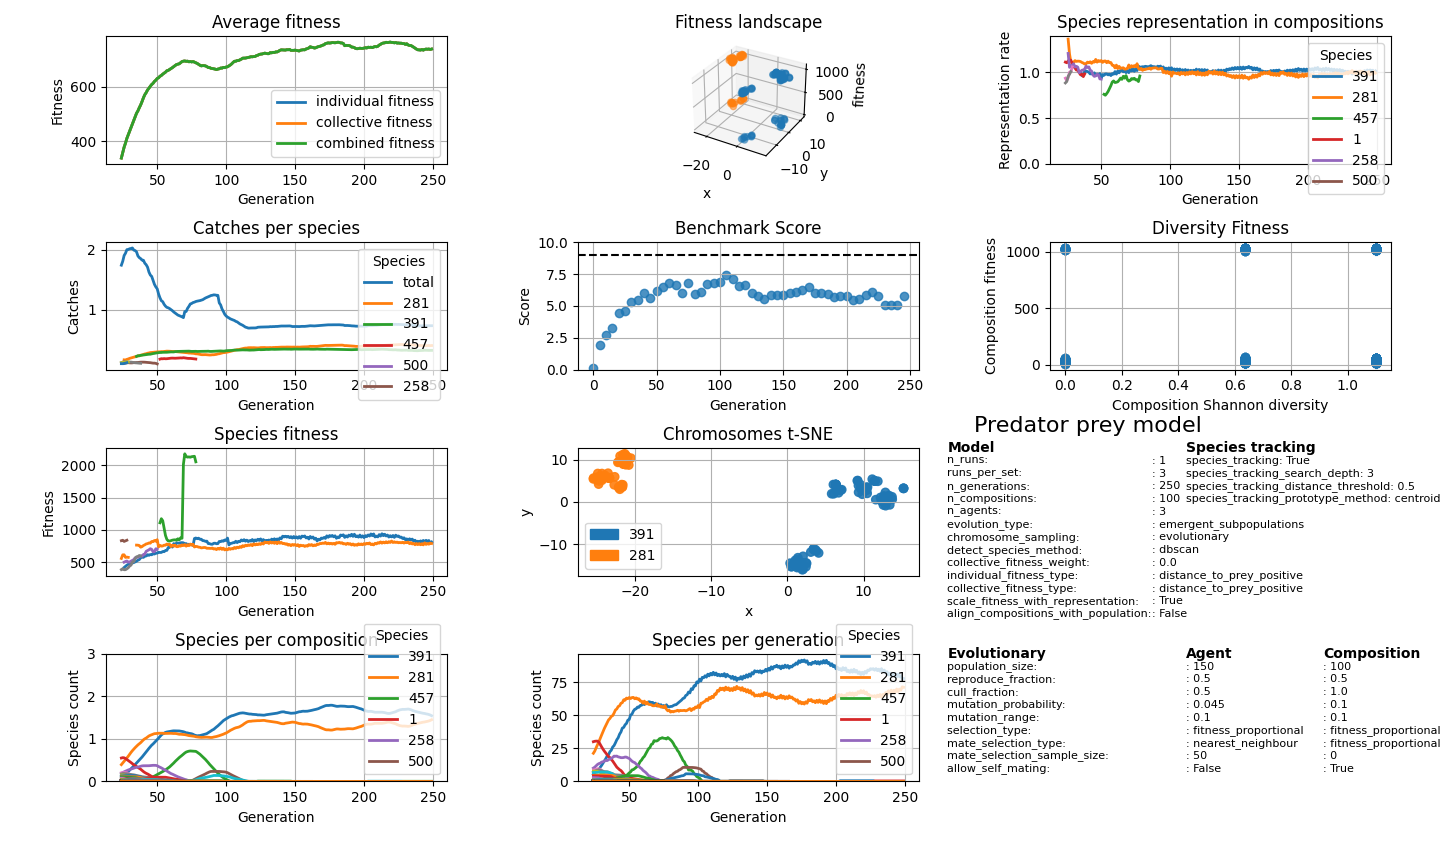 Average fitness
Fitness
600
400
individual fitness
collective fitness
combined fitness
50 100 150 200 250
Generation
Fitness landscape
1000
500
0
fitness
−20
0
x
10
0
−10
y
Species representation in compositions
Representation rate
1.0
0.5
0.0
Species
391
281
457
1
258
500
50 100 150 200 250
Generation
Catches per species
Catches
2
1
Species
total
281
391
457
500
258
50 100 150 200 250
Generation
Benchmark Score
Score
10.0
7.5
5.0
2.5
0.0
0 50 100 150 200 250
Generation
Diversity Fitness
Composition fitness
1000
500
0
0.0 0.2 0.4 0.6 0.8 1.0
Composition Shannon diversity
Species fitness
Fitness
2000
1500
1000
500
50 100 150 200 250
Generation
Chromosomes t-SNE
y
10
0
−10
391
281
−20 −10 0 10
x
Predator prey model
Model
n_runs: : 1
runs_per_set: : 3
n_generations: : 250
n_compositions: : 100
n_agents: : 3
evolution_type: : emergent_subpopulations
chromosome_sampling: : evolutionary
detect_species_method: : dbscan
collective_fitness_weight: : 0.0
individual_fitness_type: : distance_to_prey_positive
collective_fitness_type: : distance_to_prey_positive
scale_fitness_with_representation: : True
align_compositions_with_population: : False
Species tracking
species_tracking: True
species_tracking_search_depth: 3
species_tracking_distance_threshold: 0.5
species_tracking_prototype_method: centroid
Species per composition
Species count
3
2
1
0
Species
391
281
457
1
258
500
50 100 150 200 250
Generation
Species per generation
Species count
75
50
25
0
Species
391
281
457
1
258
500
50 100 150 200 250
Generation
Evolutionary Agent Composition
population_size: : 150 : 100
reproduce_fraction: : 0.5 : 0.5
cull_fraction: : 0.5 : 1.0
mutation_probability: : 0.045 : 0.1
mutation_range: : 0.1 : 0.1
selection_type: : fitness_proportional : fitness_proportional
mate_selection_type: : nearest_neighbour : fitness_proportional
mate_selection_sample_size: : 50 : 0
allow_self_mating: : False : True